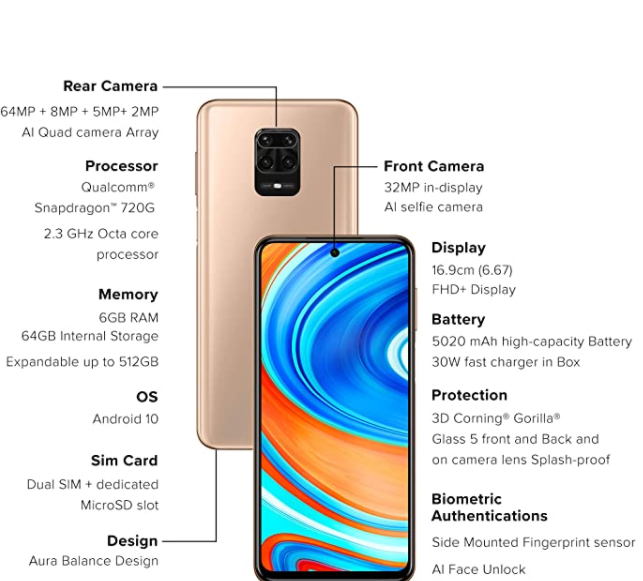 Rear Camera
64MP + 8MP + 5MP+ 2MP
AI Quad camera Array
Processor
Qualcomm®
Snapdragon™ 720G
2.3 GHz Octa core
processor
Memory
6GB RAM
64GB Internal Storage
Expandable up to 512GB
OS
Android 10
Sim Card
Dual SIM + dedicated
MicroSD slot
Design
Aura Balance Design
Front Camera
32MP in-display
AI selfie camera
Display
16.9cm (6.67)
FHD+ Display
Battery
5020 mAh high-capacity Battery
30W fast charger in Box
Protection
3D Corning® Gorilla®
Glass 5 front and Back and
on camera lens Splash-proof
Biometric
Authentications
Side Mounted Fingerprint sensor
AI Face Unlock